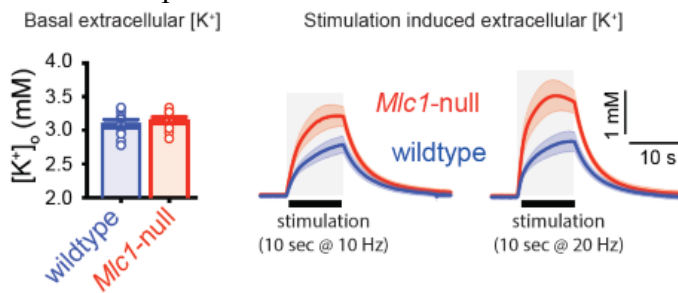 Basal extracellular [K⁺]
Stimulation induced extracellular [K⁺]
[K⁺]ₒ (mM)
4.0
3.5
3.0
2.5
2.0
wildtype
Mlc1-null
Mlc1-null
wildtype
1 mM
10 s
stimulation
(10 sec @ 10 Hz)
stimulation
(10 sec @ 20 Hz)